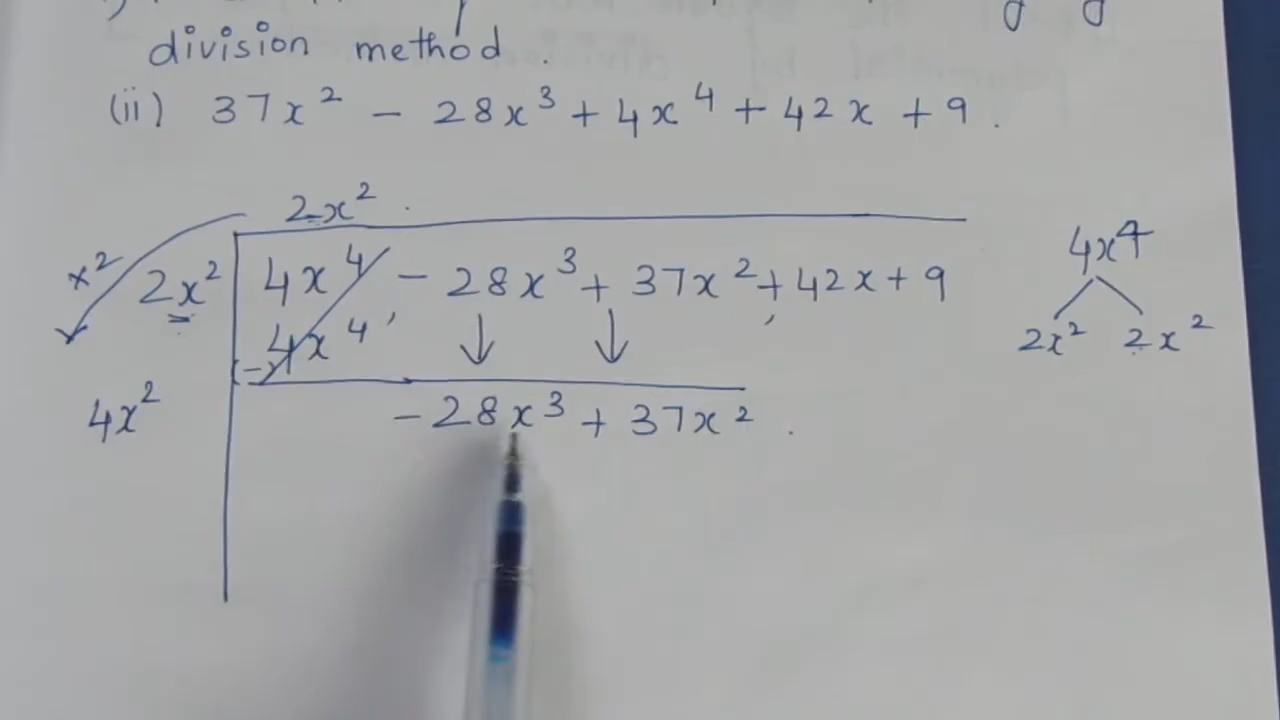 division method.
(ii) 37x² - 28x³ + 4x⁴ + 42x + 9.
2x²
4x⁴
×² 2x² 4x⁴ - 28x³ + 37x² + 42x + 9
2x² 2x²
4x⁴
(-)
4x² - 28x³ + 37x²